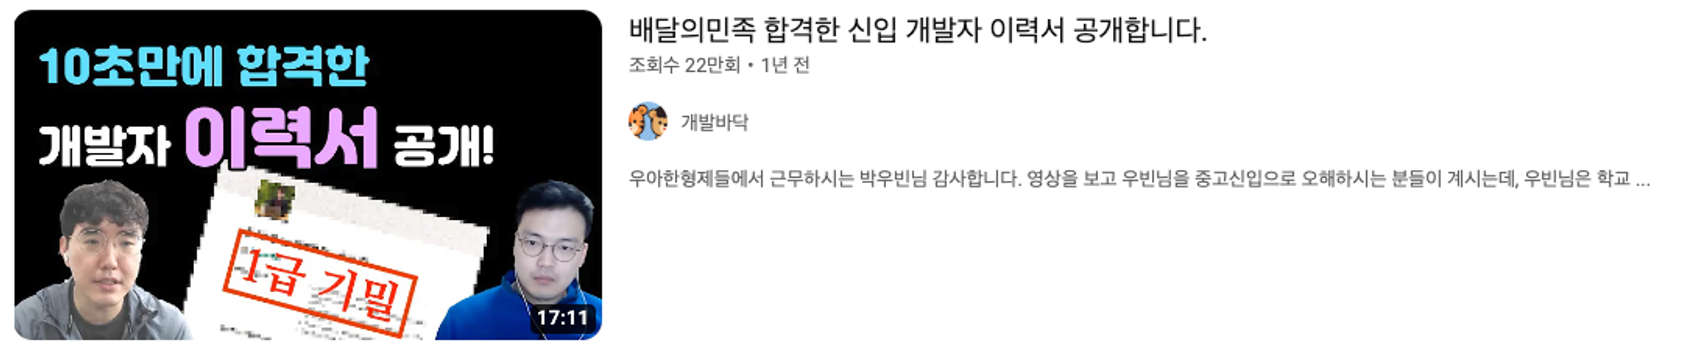 10초만에 합격한
개발자 이력서 공개!
1급 기밀
17:11
배달의민족 합격한 신입 개발자 이력서 공개합니다.
조회수 22만회 • 1년 전
개발바닥
우아한형제들에서 근무하시는 박우빈님 감사합니다. 영상을 보고 우빈님을 중고신입으로 오해하시는 분들이 계시는데, 우빈님은 학교 ...